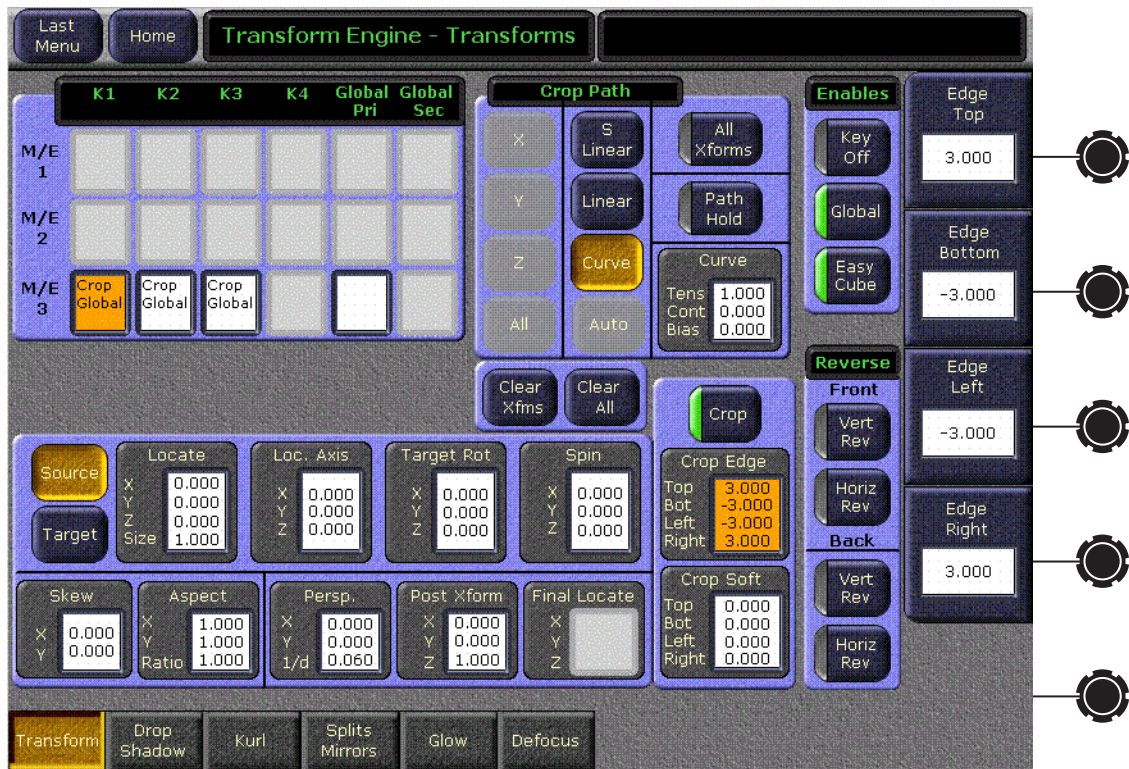 Last
Menu
Home
Transform Engine - Transforms
K1 K2 K3 K4 Global Global
Pri Sec
M/E
1
M/E
2
M/E
3
Crop
Global
Crop
Global
Crop
Global
Crop Path
X
Y
Z
All
S
Linear
Linear
Curve
Auto
All
Xforms
Path
Hold
Curve
Tens 1.000
Cont 0.000
Bias 0.000
Clear
Xfms
Clear
All
Enables
Key
Off
Global
Easy
Cube
Reverse
Front
Vert
Rev
Horiz
Rev
Back
Vert
Rev
Horiz
Rev
Edge
Top
3.000
Edge
Bottom
-3.000
Edge
Left
-3.000
Edge
Right
3.000
Source
Target
Locate
X 0.000
Y 0.000
Z 0.000
Size 1.000
Loc. Axis
X 0.000
Y 0.000
Z 0.000
Target Rot
X 0.000
Y 0.000
Z 0.000
Spin
X 0.000
Y 0.000
Z 0.000
Crop
Crop Edge
Top 3.000
Bot -3.000
Left -3.000
Right 3.000
Skew
X 0.000
Y 0.000
Aspect
X 1.000
Y 1.000
Ratio 1.000
Persp.
X 0.000
Y 0.000
1/d 0.060
Post Xform
X 0.000
Y 0.000
Z 1.000
Final Locate
X
Y
Z
Crop Soft
Top 0.000
Bot 0.000
Left 0.000
Right 0.000
Transform
Drop
Shadow
Kurl
Splits
Mirrors
Glow
Defocus